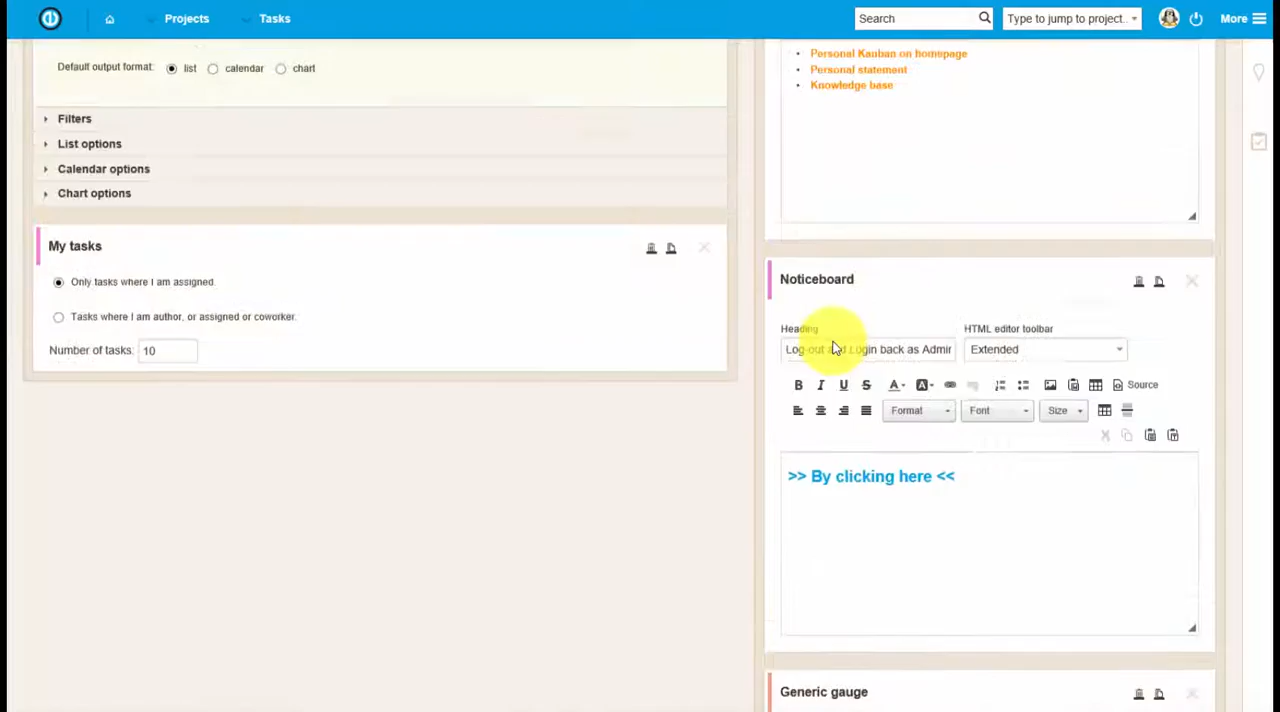 Projects
Tasks
Search
Type to jump to project..
More
Default output format:
list
calendar
chart
Filters
List options
Calendar options
Chart options
My tasks
Only tasks where I am assigned.
Tasks where I am author, or assigned or coworker.
Number of tasks:
10
Personal Kanban on homepage
Personal statement
Knowledge base
Noticeboard
Heading
HTML editor toolbar
Log-out and Login back as Admin
Extended
B I U S A A Source
Format
Font
Size
>> By clicking here <<
Generic gauge